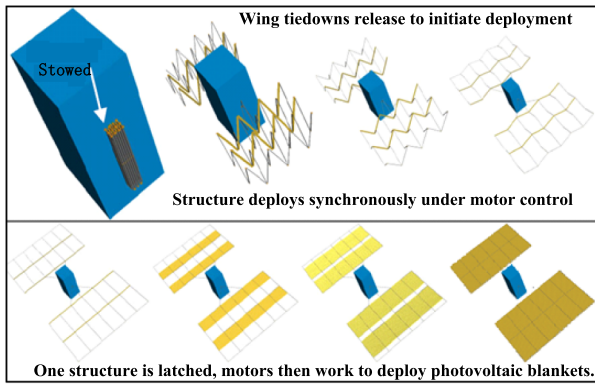 Wing tiedowns release to initiate deployment
Stowed
Structure deploys synchronously under motor control
One structure is latched, motors then work to deploy photovoltaic blankets.